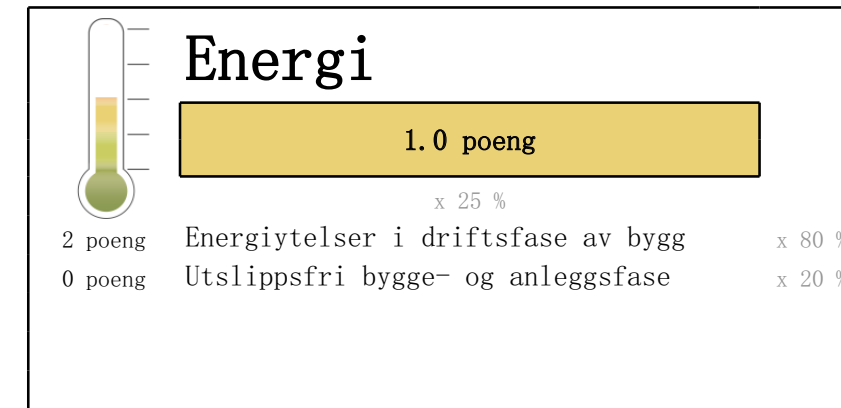 Energi
1.0 poeng
x 25 %
2 poeng Energiytelser i driftsfase av bygg x 80 %
0 poeng Utslippsfri bygge- og anleggsfase x 20 %